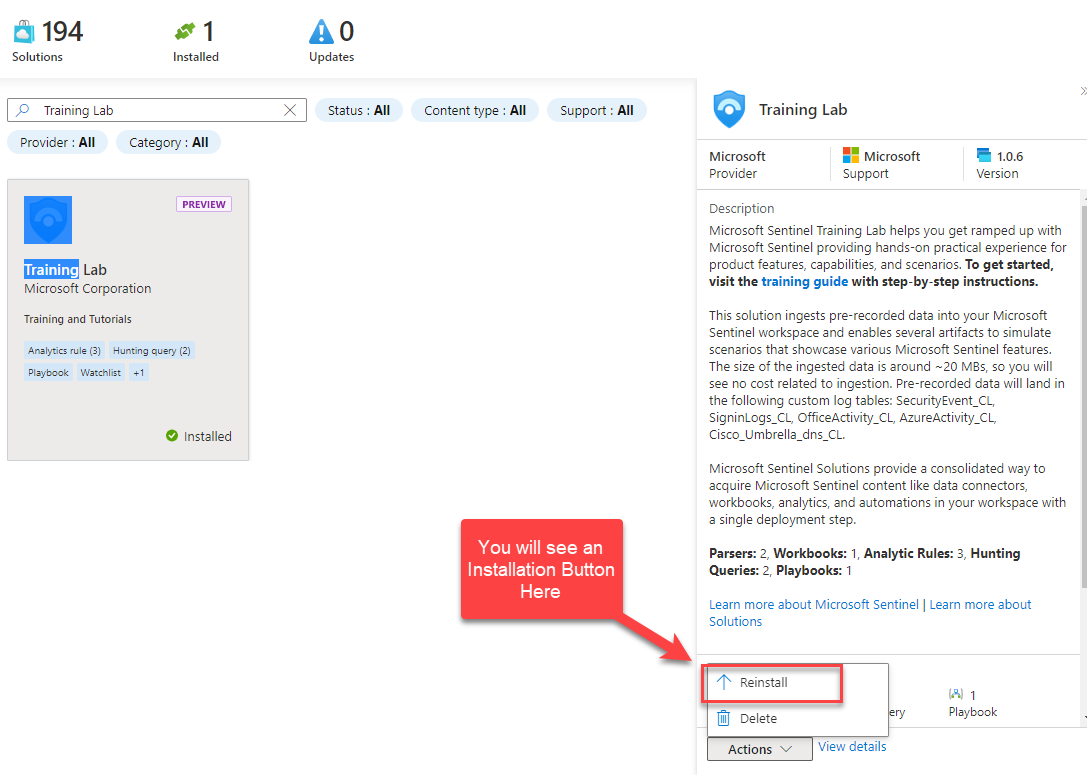 194
Solutions
1
Installed
0
Updates
Training Lab
Status : All
Content type : All
Support : All
Provider : All
Category : All
PREVIEW
Training Lab
Microsoft Corporation
Training and Tutorials
Analytics rule (3)
Hunting query (2)
Playbook
Watchlist
+1
Installed
You will see an
Installation Button
Here
Training Lab
Microsoft
Provider
Microsoft
Support
1.0.6
Version
Description
Microsoft Sentinel Training Lab helps you get ramped up with
Microsoft Sentinel providing hands-on practical experience for
product features, capabilities, and scenarios. To get started,
visit the training guide with step-by-step instructions.
This solution ingests pre-recorded data into your Microsoft
Sentinel workspace and enables several artifacts to simulate
scenarios that showcase various Microsoft Sentinel features.
The size of the ingested data is around ~20 MBs, so you will
see no cost related to ingestion. Pre-recorded data will land in
the following custom log tables: SecurityEvent_CL,
SigninLogs_CL, OfficeActivity_CL, AzureActivity_CL,
Cisco_Umbrella_dns_CL.
Microsoft Sentinel Solutions provide a consolidated way to
acquire Microsoft Sentinel content like data connectors,
workbooks, analytics, and automations in your workspace with
a single deployment step.
Parsers: 2, Workbooks: 1, Analytic Rules: 3, Hunting
Queries: 2, Playbooks: 1
Learn more about Microsoft Sentinel | Learn more about
Solutions
Reinstall
Delete
ery
1
Playbook
Actions
View details